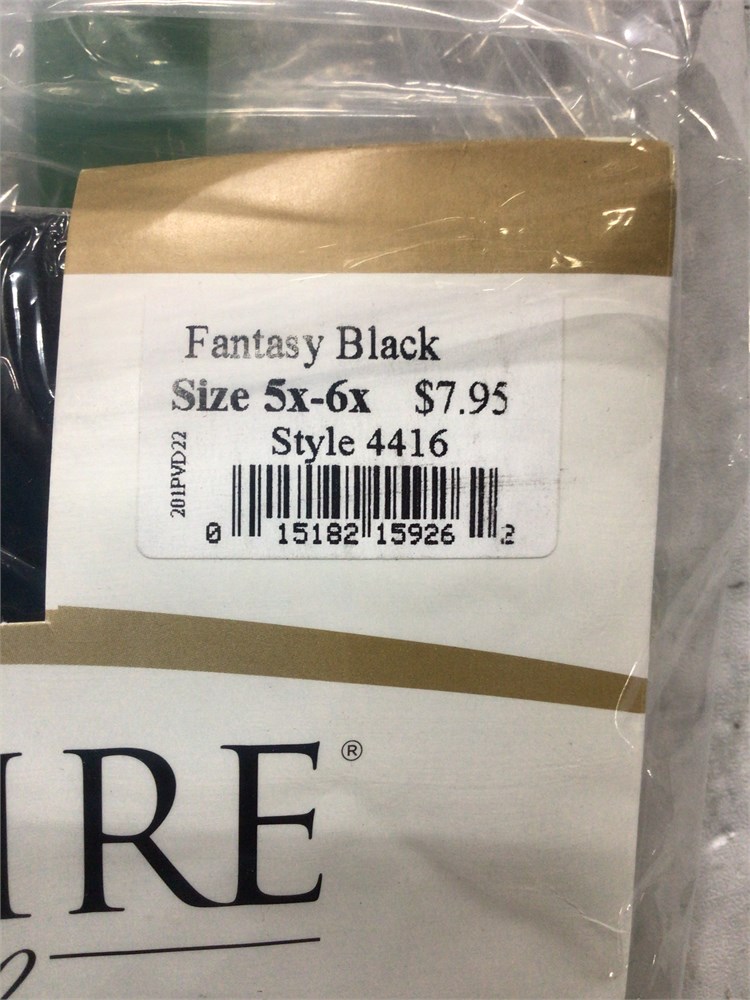 Fantasy Black
Size 5x-6x $7.95
Style 4416
201PVD22
0 15182 15926 2
IRE®